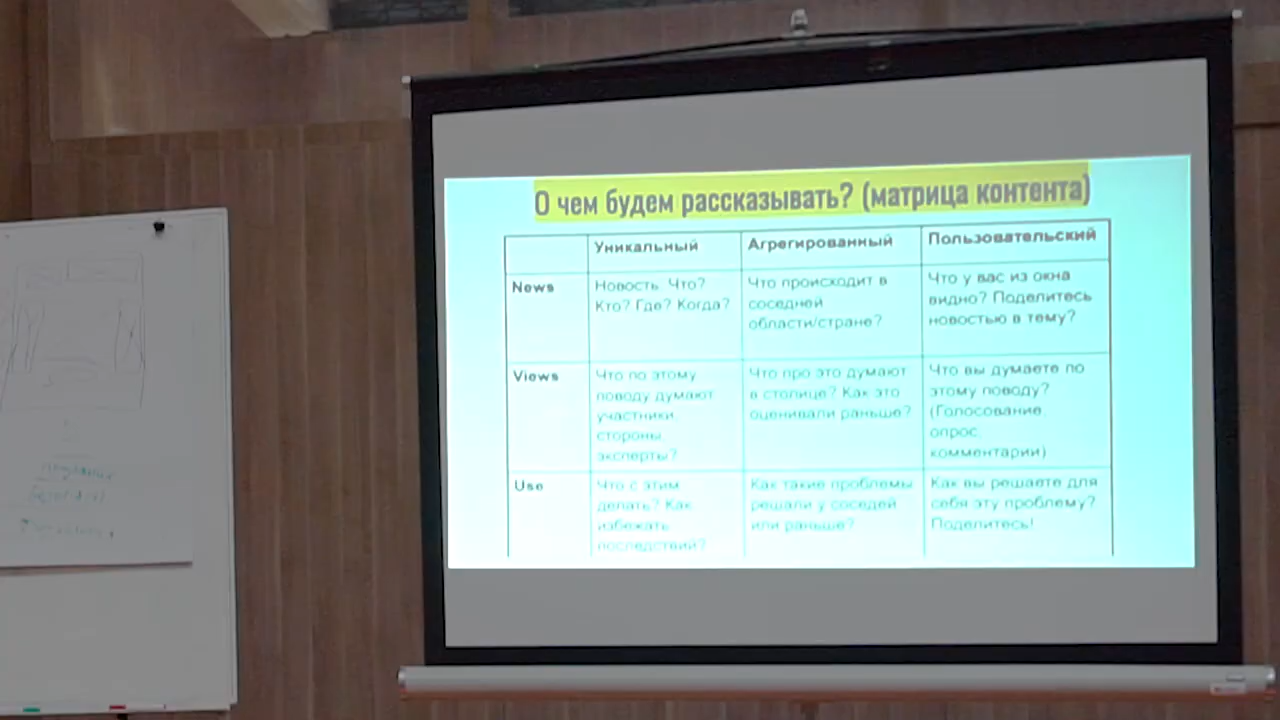 О чем будем рассказывать? (матрица контента)
Уникальный
Агрегированный
Пользовательский
News
Новость. Что?
Кто? Где? Когда?
Что происходит в
соседней
области/стране?
Что у вас из окна
видно? Поделитесь
новостью в тему?
Views
Что по этому
поводу думают
участники,
стороны,
эксперты?
Что про это думают
в столице? Как это
оценивали раньше?
Что вы думаете по
этому поводу?
(Голосование,
опрос,
комментарии)
Use
Что с этим
делать? Как
избежать
последствий?
Как такие проблемы
решали у соседей
или раньше?
Как вы решаете для
себя эту проблему?
Поделитесь!